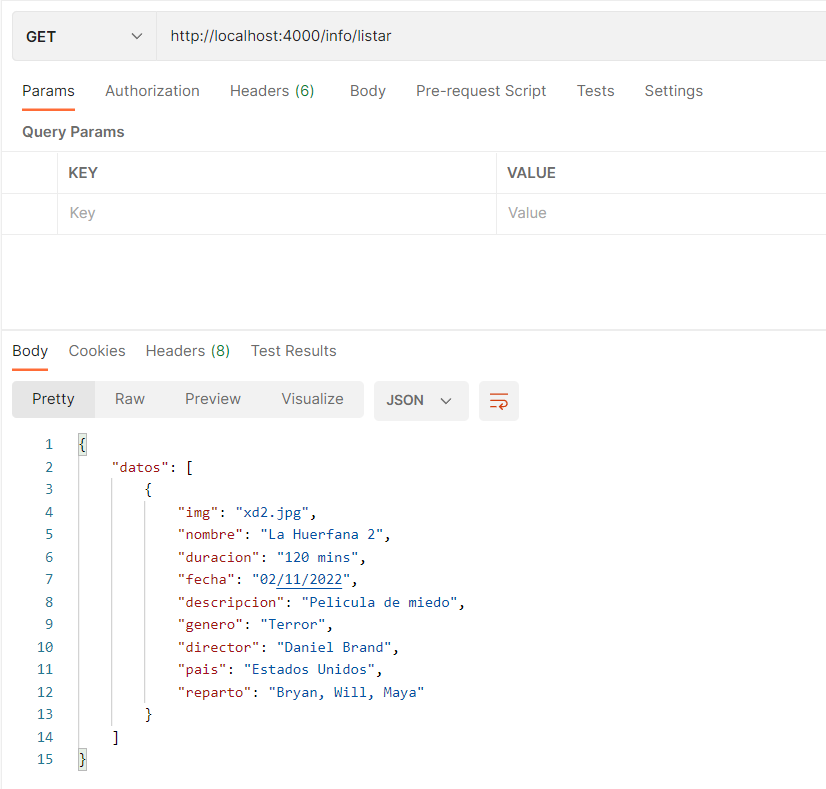 GET http://localhost:4000/info/listar
Params Authorization Headers (6) Body Pre-request Script Tests Settings
Query Params
KEY VALUE
Key Value
Body Cookies Headers (8) Test Results
Pretty Raw Preview Visualize JSON
1 {
2 "datos": [
3 {
4 "img": "xd2.jpg",
5 "nombre": "La Huerfana 2",
6 "duracion": "120 mins",
7 "fecha": "02/11/2022",
8 "descripcion": "Pelicula de miedo",
9 "genero": "Terror",
10 "director": "Daniel Brand",
11 "pais": "Estados Unidos",
12 "reparto": "Bryan, Will, Maya"
13 }
14 ]
15 }